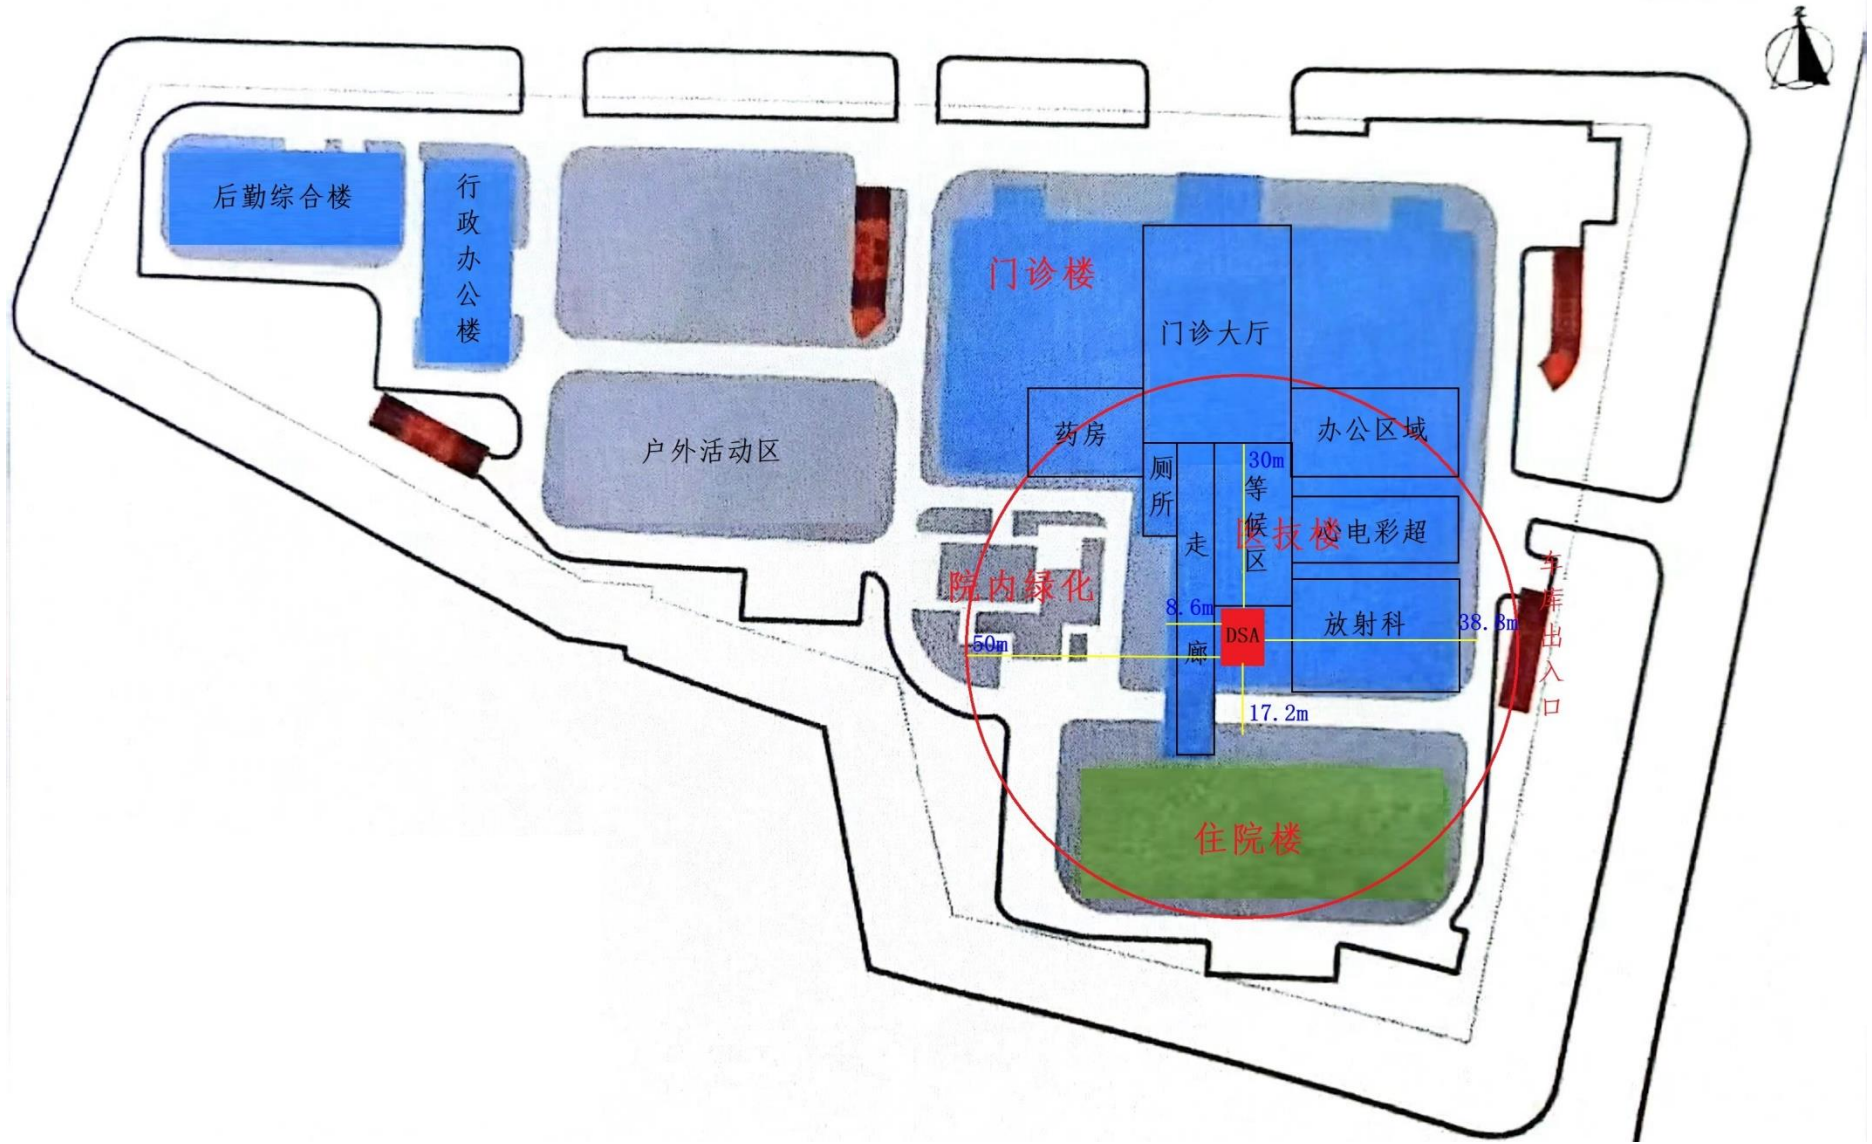 Z
后勤综合楼
行政办公楼
门诊楼
门诊大厅
药房
办公区域
户外活动区
30m
厕所
等候区
医技楼
心电彩超
走廊
院内绿化
车库出入口
8.6m
DSA
放射科
38.8m
50m
17.2m
住院楼